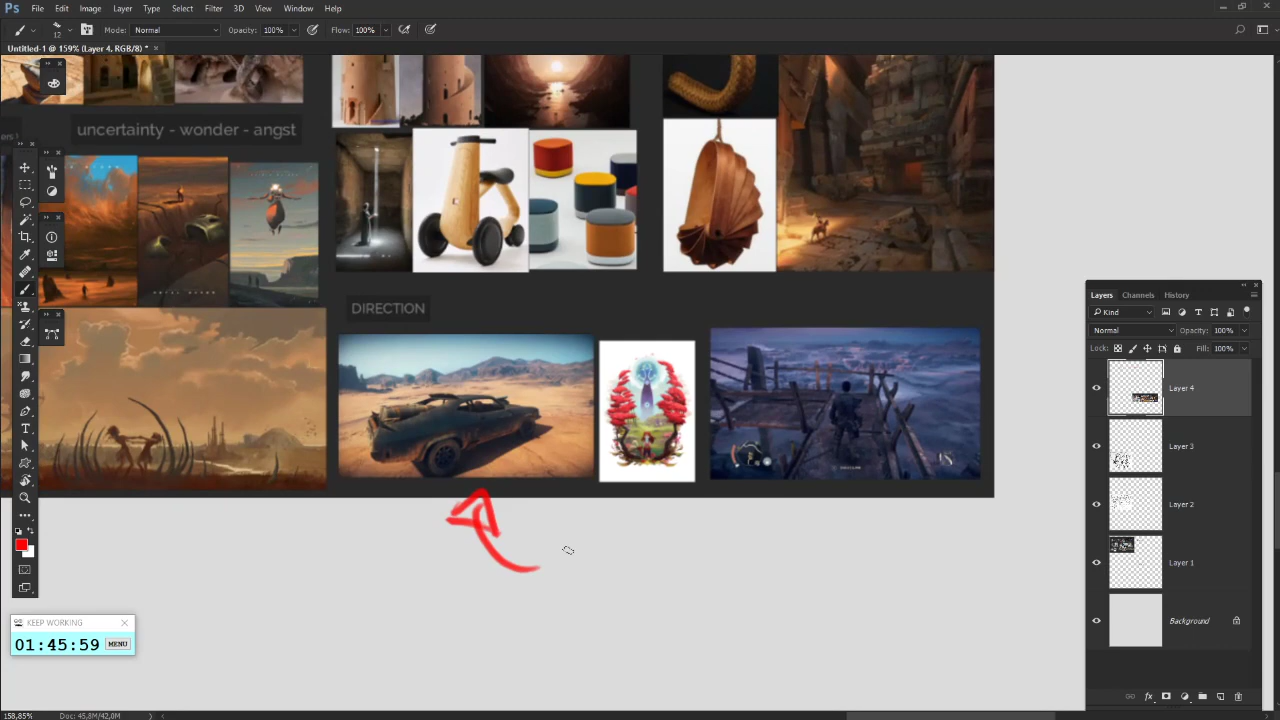 Ps File Edit Image Layer Type Select Filter 3D View Window Help
12 Mode: Normal Opacity: 100% Flow: 100%
Untitled-1 @ 159% (Layer 4, RGB/8) *
uncertainty - wonder - angst
ers)
DIRECTION
Layers Channels History
Kind
Normal Opacity: 100%
Lock: Fill: 100%
Layer 4
Layer 3
Layer 2
Layer 1
Background
KEEP WORKING
01:45:59 MENU
158,85% Doc: 45,8M/42,0M